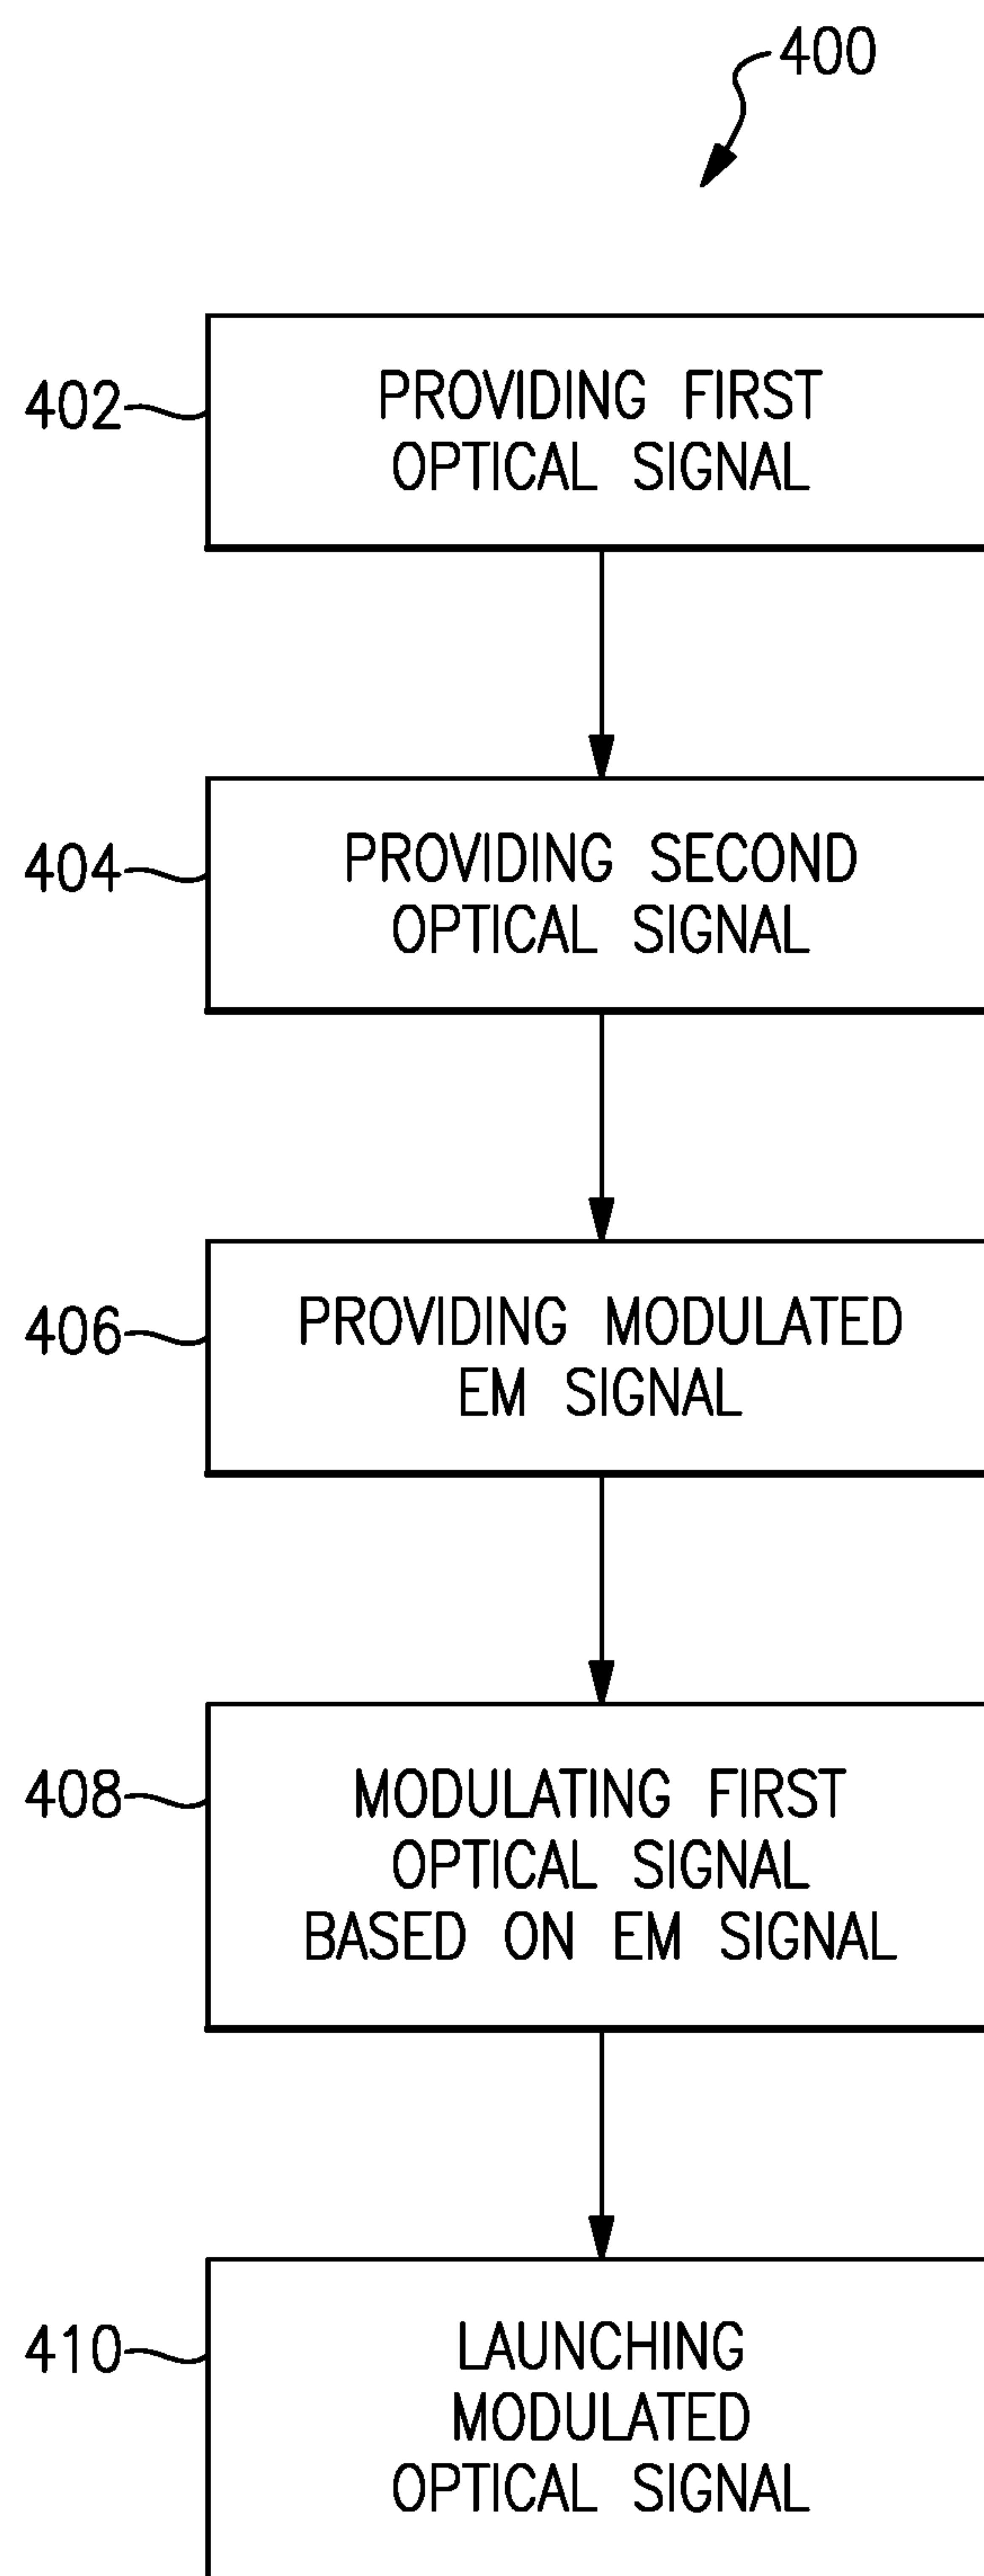 400
402
PROVIDING FIRST
OPTICAL SIGNAL
404
PROVIDING SECOND
OPTICAL SIGNAL
406
PROVIDING MODULATED
EM SIGNAL
408
MODULATING FIRST
OPTICAL SIGNAL
BASED ON EM SIGNAL
410
LAUNCHING
MODULATED
OPTICAL SIGNAL